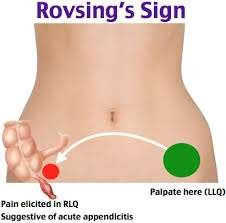 Rovsing's Sign
Palpate here (LLQ)
Pain elicited in RLQ
Suggestive of acute appendicitis